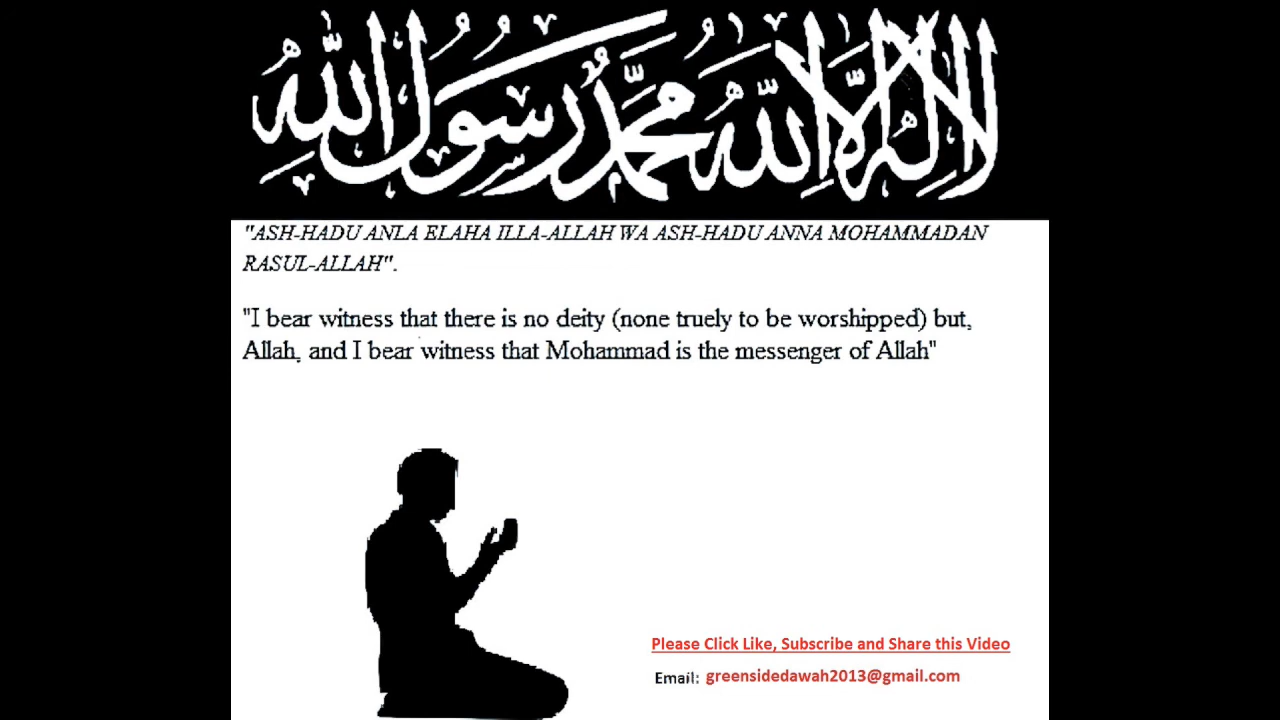 لا إله إلا الله محمد رسول الله
"ASH-HADU ANLA ELAHA ILLA-ALLAH WA ASH-HADU ANNA MOHAMMADAN
RASUL-ALLAH".
"I bear witness that there is no deity (none truely to be worshipped) but,
Allah, and I bear witness that Mohammad is the messenger of Allah"
Please Click Like, Subscribe and Share this Video
Email: greensidedawah2013@gmail.com